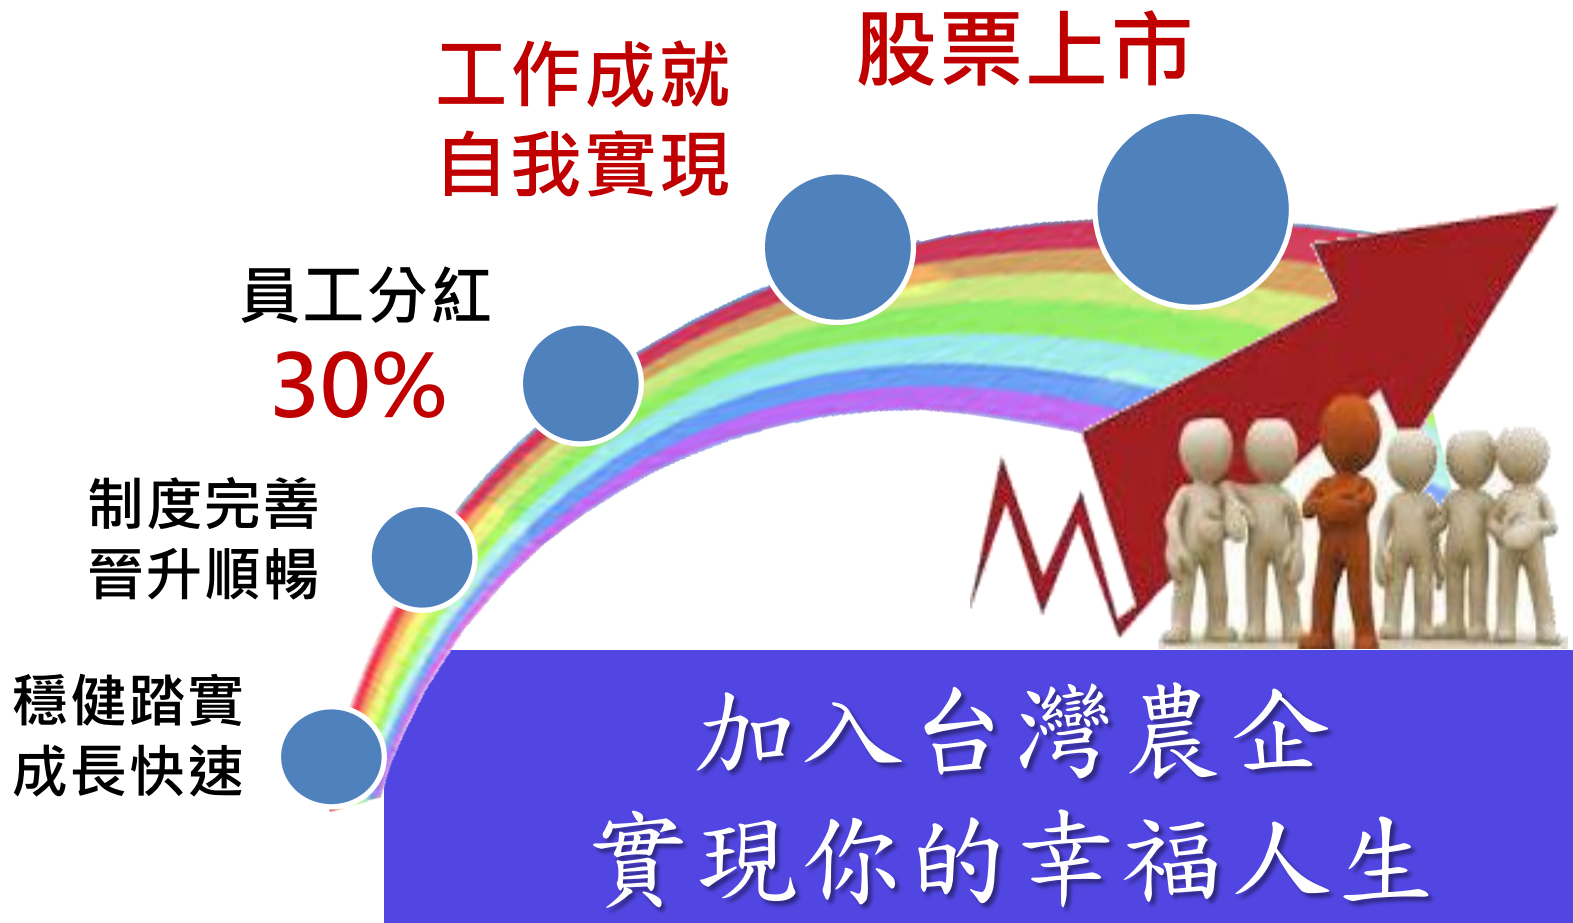 股票上市
工作成就
自我實現
員工分紅
30%
制度完善
晉升順暢
穩健踏實
成長快速
加入台灣農企
實現你的幸福人生